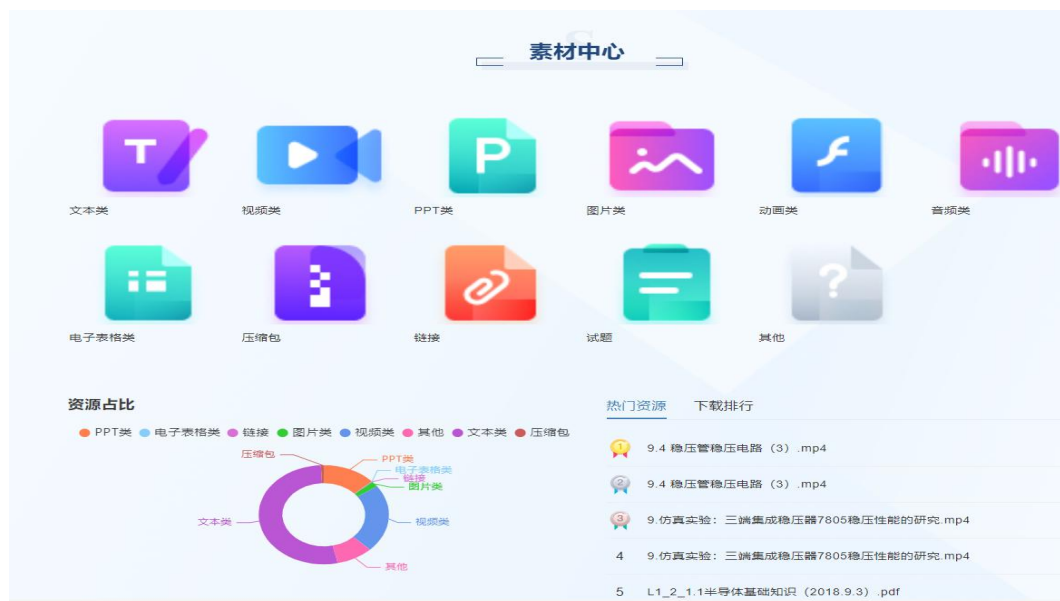 素材中心
文本类
视频类
PPT类
图片类
动画类
音频类
电子表格类
压缩包
链接
试题
其他
资源占比
PPT类 电子表格类 链接 图片类 视频类 其他 文本类 压缩包
压缩包
PPT类
电子表格类
链接
图片类
文本类
视频类
其他
热门资源 下载排行
1 9.4 稳压管稳压电路（3）.mp4
2 9.4 稳压管稳压电路（3）.mp4
3 9.仿真实验：三端集成稳压器7805稳压性能的研究.mp4
4 9.仿真实验：三端集成稳压器7805稳压性能的研究.mp4
5 L1_2_1.1半导体基础知识（2018.9.3）.pdf